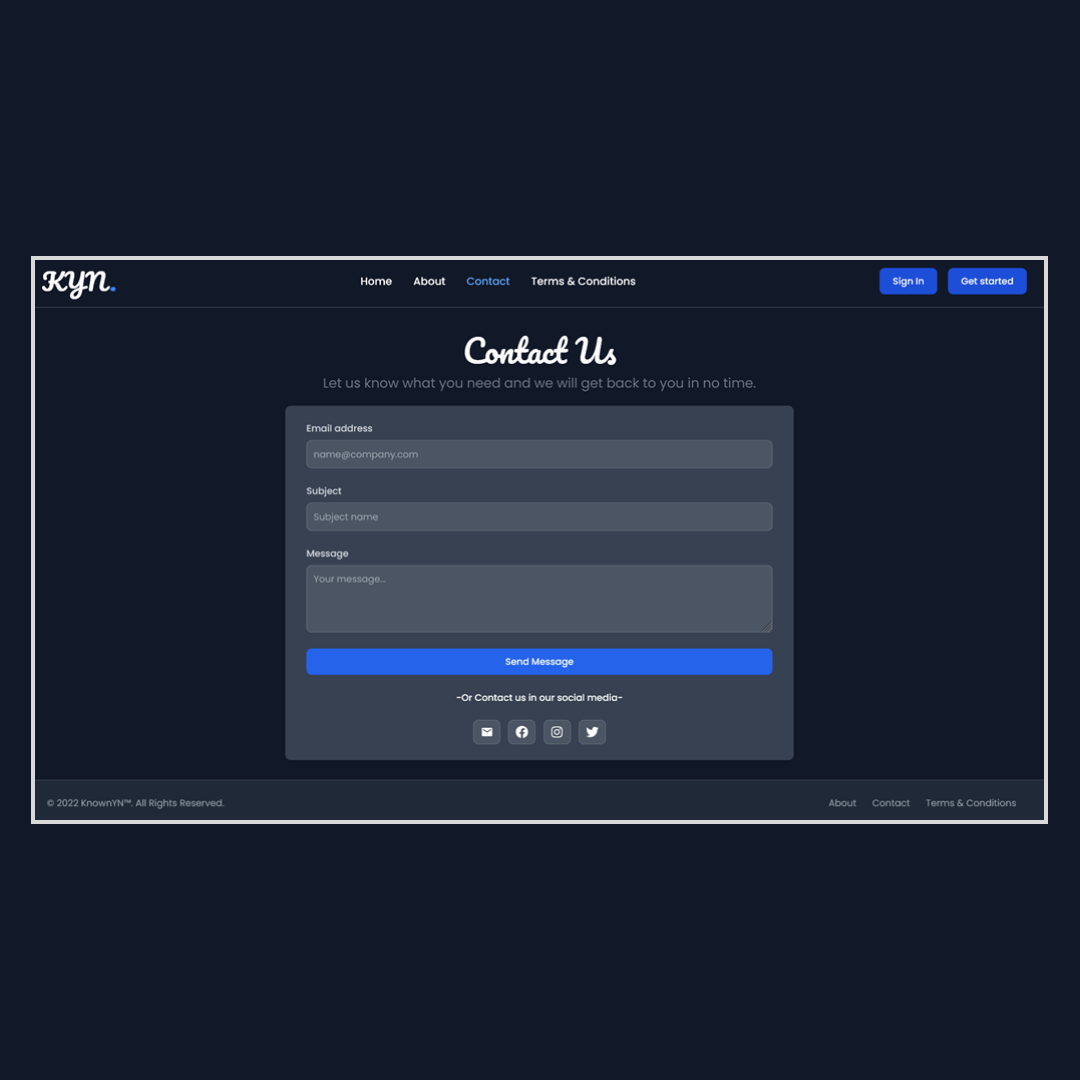 KYN.
Home About Contact Terms & Conditions Sign In Get started
Contact Us
Let us know what you need and we will get back to you in no time.
Email address
name@company.com
Subject
Subject name
Message
Your message...
Send Message
-Or Contact us in our social media-
© 2022 KnownYN™. All Rights Reserved. About Contact Terms & Conditions